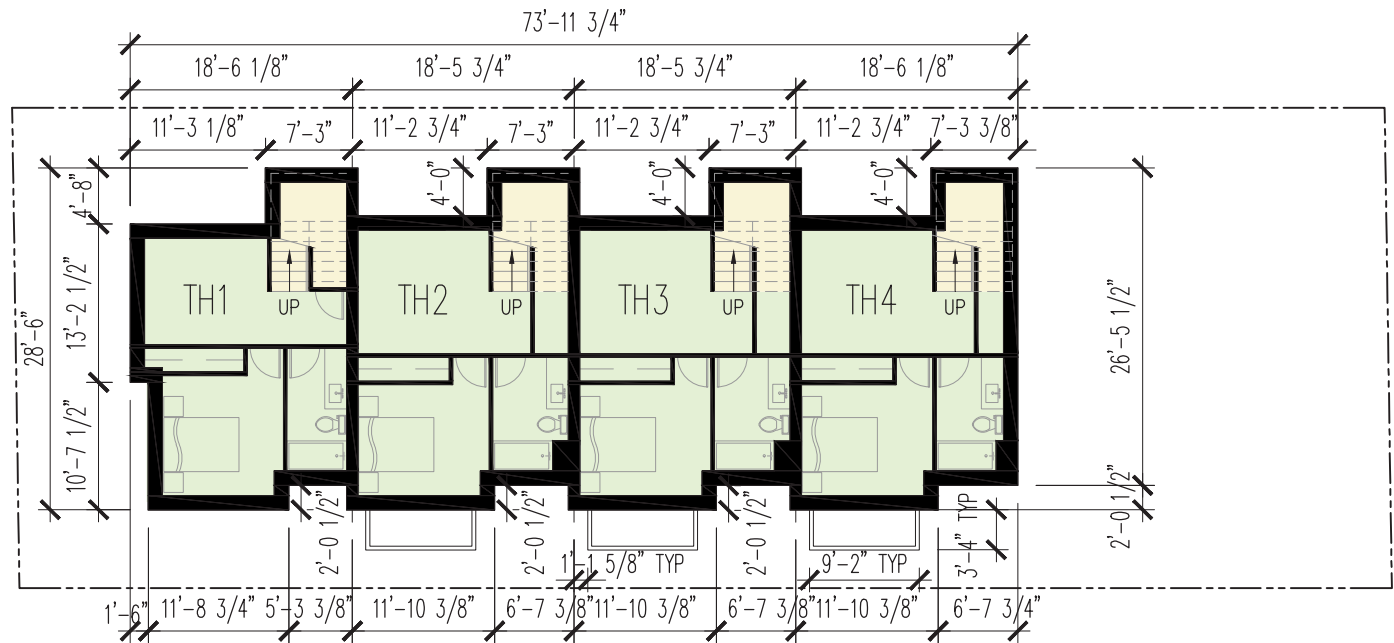 73'-11 3/4"
18'-6 1/8" 18'-5 3/4" 18'-5 3/4" 18'-6 1/8"
11'-3 1/8" 7'-3" 11'-2 3/4" 7'-3" 11'-2 3/4" 7'-3" 11'-2 3/4" 7'-3 3/8"
4'-8" 4'-0" 4'-0" 4'-0"
28'-6" 13'-2 1/2" 26'-5 1/2"
TH1 UP TH2 UP TH3 UP TH4 UP
10'-7 1/2" 2'-0 1/2" 2'-0 1/2" 2'-0 1/2" 3'-4" TYP 2'-0 1/2"
1'-1 5/8" TYP 9'-2" TYP
1'-6" 11'-8 3/4" 5'-3 3/8" 11'-10 3/8" 6'-7 3/8" 11'-10 3/8" 6'-7 3/8" 11'-10 3/8" 6'-7 3/4"